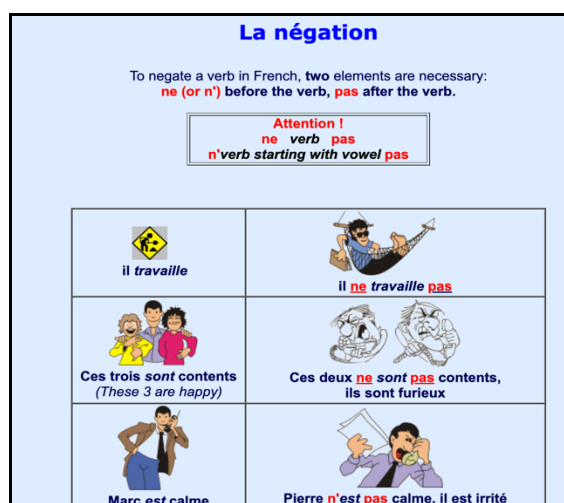 La négation
To negate a verb in French, two elements are necessary:
ne (or n') before the verb, pas after the verb.
Attention !
ne verb pas
n'verb starting with vowel pas
il travaille
il ne travaille pas
Ces trois sont contents
(These 3 are happy)
Ces deux ne sont pas contents,
ils sont furieux
Marc est calme
Pierre n'est pas calme, il est irrité